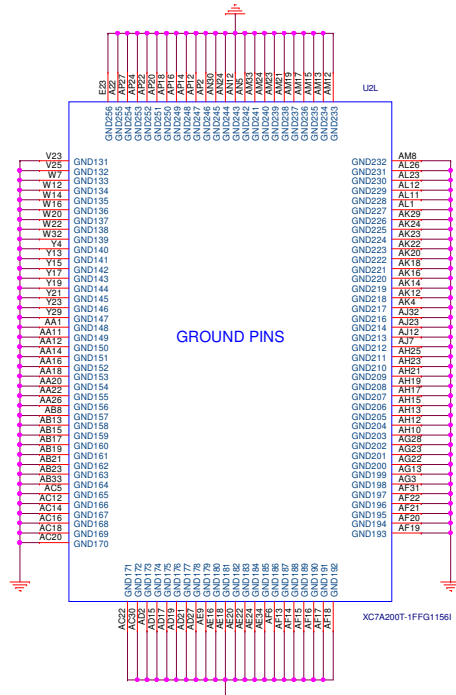 E23
A22
AP27
AP24
AP22
AP20
AP18
AP16
AP14
AP12
AP2
AN30
AN24
AN12
AN5
AM33
AM24
AM23
AM21
AM19
AM17
AM15
AM13
AM12
U2L
GND256
GND255
GND254
GND253
GND252
GND251
GND250
GND249
GND248
GND247
GND246
GND245
GND244
GND243
GND242
GND241
GND240
GND239
GND238
GND237
GND236
GND235
GND234
GND233
V23 GND131
V25 GND132
W7 GND133
W12 GND134
W14 GND135
W16 GND136
W20 GND137
W22 GND138
W32 GND139
Y4 GND140
Y13 GND141
Y15 GND142
Y17 GND143
Y19 GND144
Y21 GND145
Y23 GND146
Y29 GND147
AA1 GND148
AA11 GND149
AA12 GND150
AA14 GND151
AA16 GND152
AA18 GND153
AA20 GND154
AA22 GND155
AA26 GND156
AB8 GND157
AB13 GND158
AB15 GND159
AB17 GND160
AB19 GND161
AB21 GND162
AB23 GND163
AB33 GND164
AC5 GND165
AC12 GND166
AC14 GND167
AC16 GND168
AC18 GND169
AC20 GND170
GROUND PINS
GND232 AM8
GND231 AL26
GND230 AL23
GND229 AL12
GND228 AL11
GND227 AL1
GND226 AK29
GND225 AK24
GND224 AK23
GND223 AK22
GND222 AK20
GND221 AK18
GND220 AK16
GND219 AK14
GND218 AK12
GND217 AK4
GND216 AJ32
GND214 AJ23
GND213 AJ12
GND212 AJ7
GND211 AH25
GND210 AH23
GND209 AH21
GND208 AH19
GND207 AH17
GND206 AH15
GND205 AH13
GND204 AH12
GND203 AH10
GND202 AG28
GND201 AG23
GND200 AG22
GND199 AG13
GND198 AG3
GND197 AF31
GND196 AF22
GND195 AF21
GND194 AF20
GND193 AF19
GND171
GND172
GND173
GND174
GND175
GND176
GND177
GND178
GND179
GND180
GND181
GND182
GND183
GND184
GND185
GND186
GND187
GND188
GND189
GND190
GND191
GND192
AC22
AC30
AD2
AD15
AD17
AD19
AD21
AD27
AE9
AE16
AE18
AE20
AE22
AE24
AE34
AF6
AF13
AF14
AF15
AF16
AF17
AF18
XC7A200T-1FFG1156I